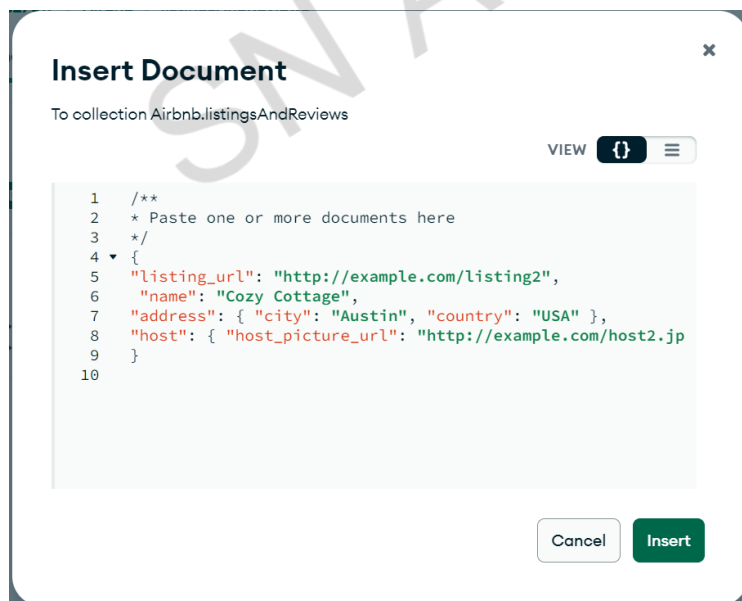 SNA
Insert Document
To collection Airbnb.listingsAndReviews
VIEW {}
1 /**
2 * Paste one or more documents here
3 */
4 {
5 "listing_url": "http://example.com/listing2",
6 "name": "Cozy Cottage",
7 "address": { "city": "Austin", "country": "USA" },
8 "host": { "host_picture_url": "http://example.com/host2.jp
9 }
10
Cancel Insert